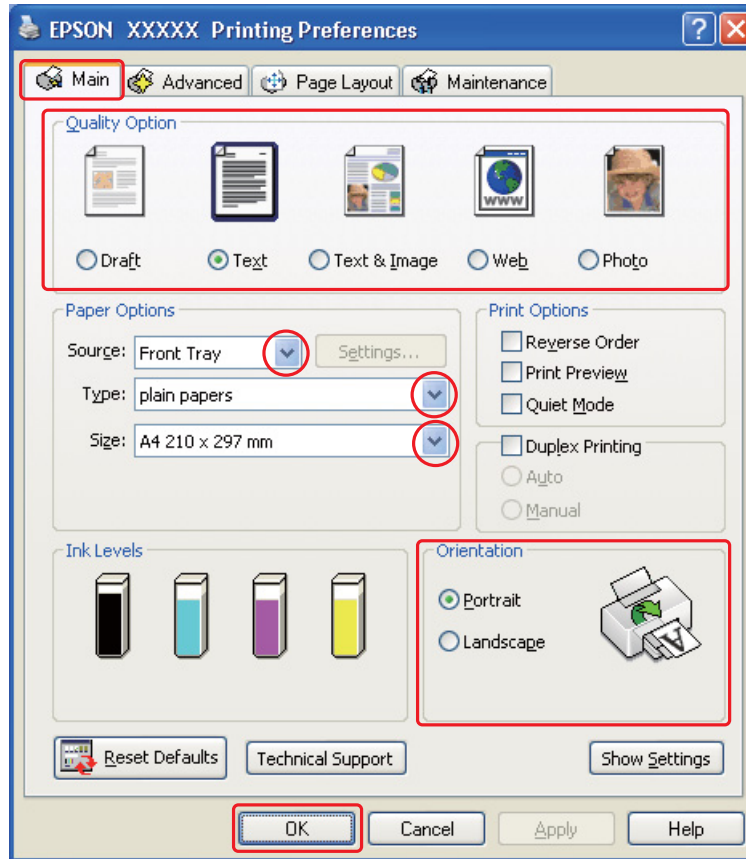 EPSON XXXXX Printing Preferences
Main Advanced Page Layout Maintenance
Quality Option
WWW
Draft Text Text & Image Web Photo
Paper Options
Source: Front Tray Settings...
Type: plain papers
Size: A4 210 x 297 mm
Print Options
Reverse Order
Print Preview
Quiet Mode
Duplex Printing
Auto
Manual
Ink Levels
Orientation
Portrait
Landscape
A
Reset Defaults Technical Support Show Settings
OK Cancel Apply Help